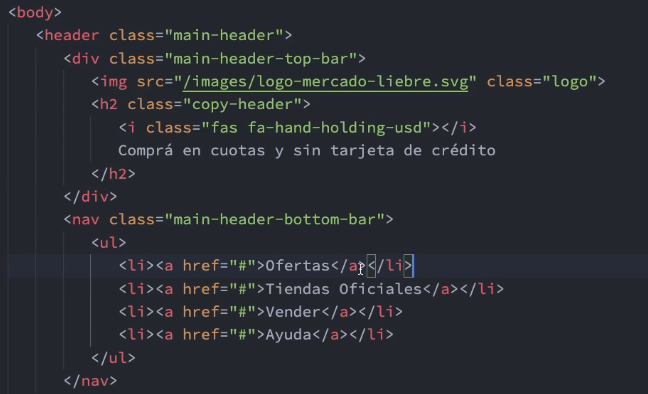 <body>
<header class="main-header">
<div class="main-header-top-bar">
<img src="/images/logo-mercado-liebre.svg" class="logo">
<h2 class="copy-header">
<i class="fas fa-hand-holding-usd"></i>
Comprá en cuotas y sin tarjeta de crédito
</h2>
</div>
<nav class="main-header-bottom-bar">
<ul>
<li><a href="#">Ofertas</a></li>
<li><a href="#">Tiendas Oficiales</a></li>
<li><a href="#">Vender</a></li>
<li><a href="#">Ayuda</a></li>
</ul>
</nav>